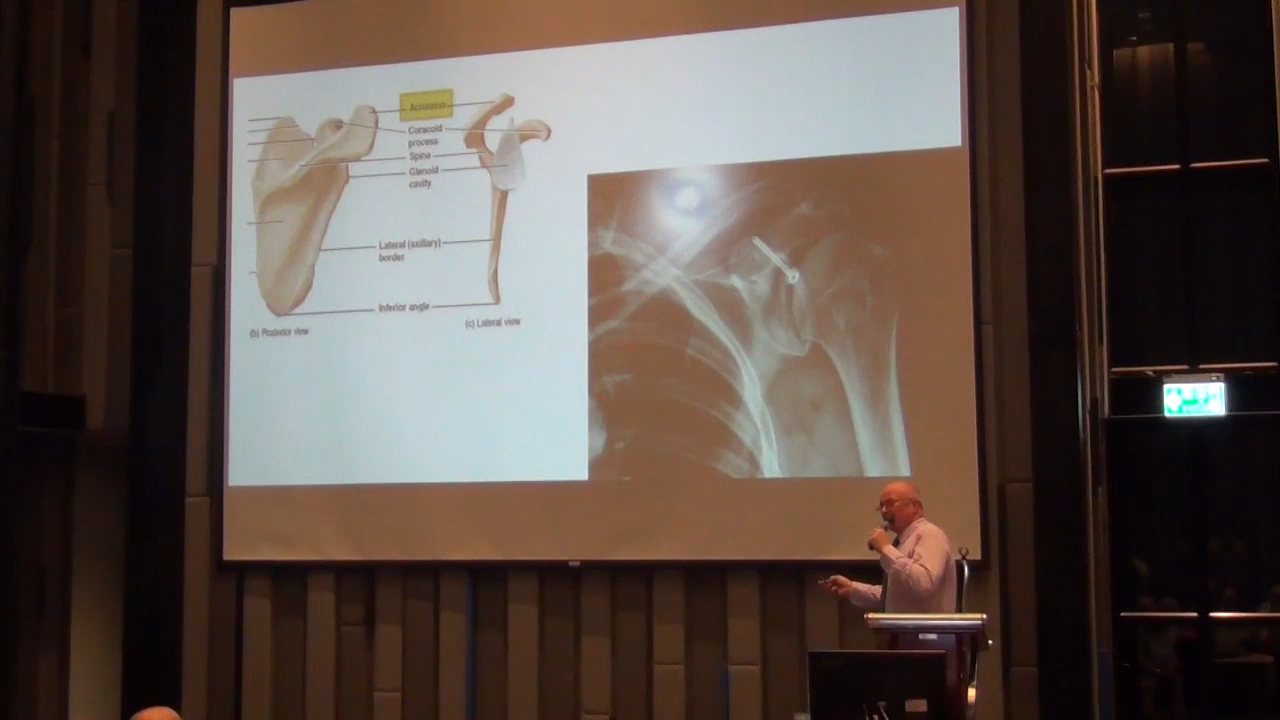 Acromion
Coracoid
process
Spine
Glenoid
cavity
Lateral (axillary)
border
Inferior angle
(b) Posterior view
(c) Lateral view